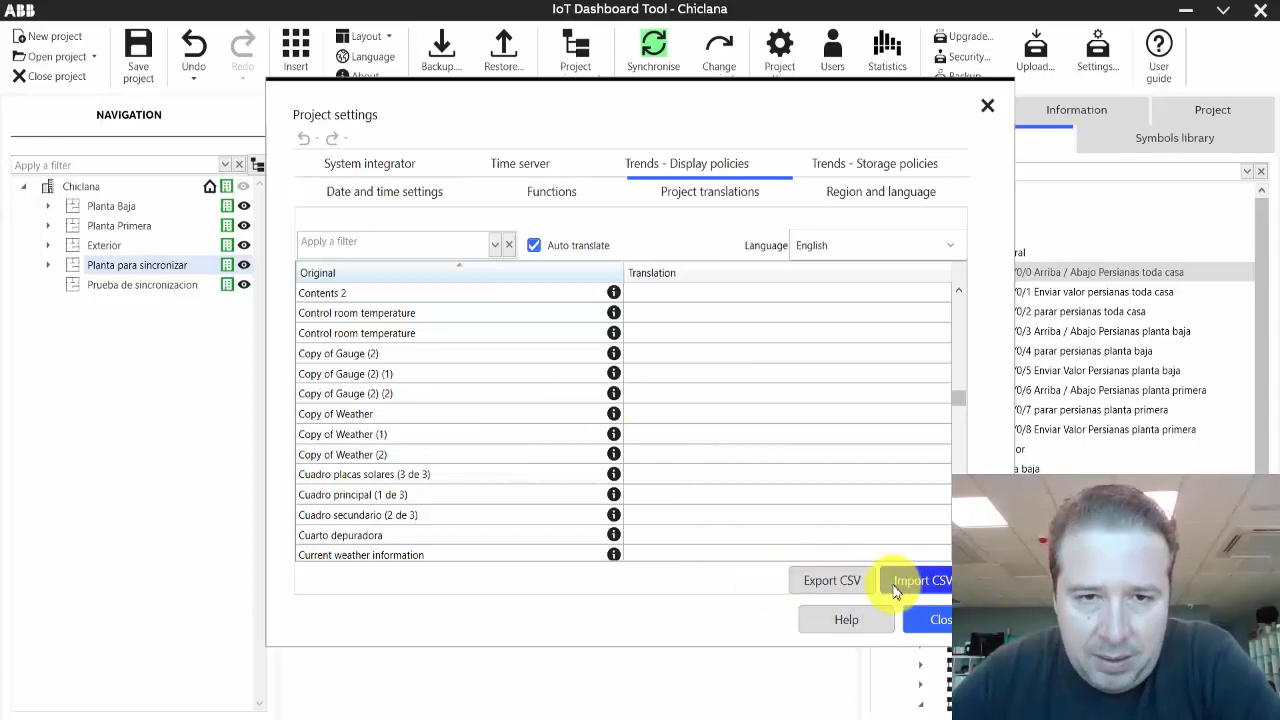 ABB
IoT Dashboard Tool - Chiclana
New project
Open project
Close project
Save project
Undo
Redo
Insert
Layout
Language
About
Backup...
Restore...
Project
Synchronise
Change
Project
Users
Statistics
Upgrade...
Security...
Backup
Upload...
Settings...
User guide
NAVIGATION
Apply a filter
Chiclana
Planta Baja
Planta Primera
Exterior
Planta para sincronizar
Prueba de sincronizacion
Project settings
System integrator
Time server
Trends - Display policies
Trends - Storage policies
Date and time settings
Functions
Project translations
Region and language
Apply a filter
Auto translate
Language
English
Original
Translation
Contents 2
Control room temperature
Control room temperature
Copy of Gauge (2)
Copy of Gauge (2) (1)
Copy of Gauge (2) (2)
Copy of Weather
Copy of Weather (1)
Copy of Weather (2)
Cuadro placas solares (3 de 3)
Cuadro principal (1 de 3)
Cuadro secundario (2 de 3)
Cuarto depuradora
Current weather information
Export CSV
Import CSV
Help
Clos
Information
Project
Symbols library
/0/0 Arriba / Abajo Persianas toda casa
/0/1 Enviar valor persianas toda casa
/0/2 parar persianas toda casa
/0/3 Arriba / Abajo Persianas planta baja
/0/4 parar persianas planta baja
/0/5 Enviar Valor Persianas planta baja
/0/6 Arriba / Abajo Persianas planta primera
/0/7 parar persianas planta primera
/0/8 Enviar Valor Persianas planta primera
or
a baja